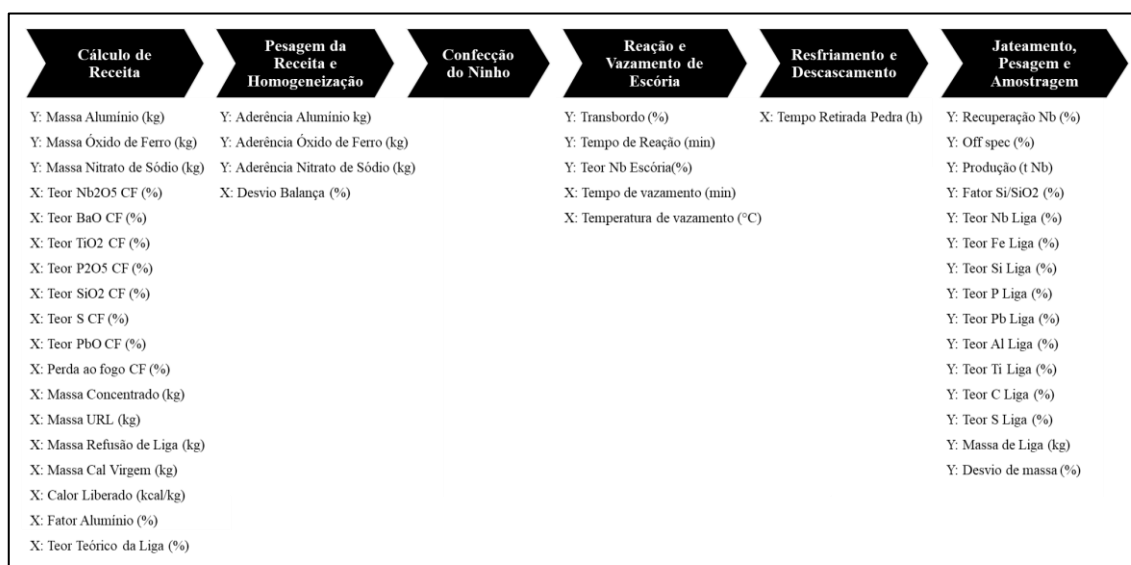 Cálculo de
Receita
Y: Massa Alumínio (kg)
Y: Massa Óxido de Ferro (kg)
Y: Massa Nitrato de Sódio (kg)
X: Teor Nb2O5 CF (%)
X: Teor BaO CF (%)
X: Teor TiO2 CF (%)
X: Teor P2O5 CF (%)
X: Teor SiO2 CF (%)
X: Teor S CF (%)
X: Teor PbO CF (%)
X: Perda ao fogo CF (%)
X: Massa Concentrado (kg)
X: Massa URL (kg)
X: Massa Refusão de Liga (kg)
X: Massa Cal Virgem (kg)
X: Calor Liberado (kcal/kg)
X: Fator Alumínio (%)
X: Teor Teórico da Liga (%)
Pesagem da
Receita e
Homogeneização
Y: Aderência Alumínio kg)
Y: Aderência Óxido de Ferro (kg)
Y: Aderência Nitrato de Sódio (kg)
X: Desvio Balança (%)
Confecção
do Ninho
Reação e
Vazamento de
Escória
Y: Transbordo (%)
Y: Tempo de Reação (min)
Y: Teor Nb Escória(%)
X: Tempo de vazamento (min)
X: Temperatura de vazamento (°C)
Resfriamento e
Descascamento
X: Tempo Retirada Pedra (h)
Jateamento,
Pesagem e
Amostragem
Y: Recuperação Nb (%)
Y: Off spec (%)
Y: Produção (t Nb)
Y: Fator Si/SiO2 (%)
Y: Teor Nb Liga (%)
Y: Teor Fe Liga (%)
Y: Teor Si Liga (%)
Y: Teor P Liga (%)
Y: Teor Pb Liga (%)
Y: Teor Al Liga (%)
Y: Teor Ti Liga (%)
Y: Teor C Liga (%)
Y: Teor S Liga (%)
Y: Massa de Liga (kg)
Y: Desvio de massa (%)